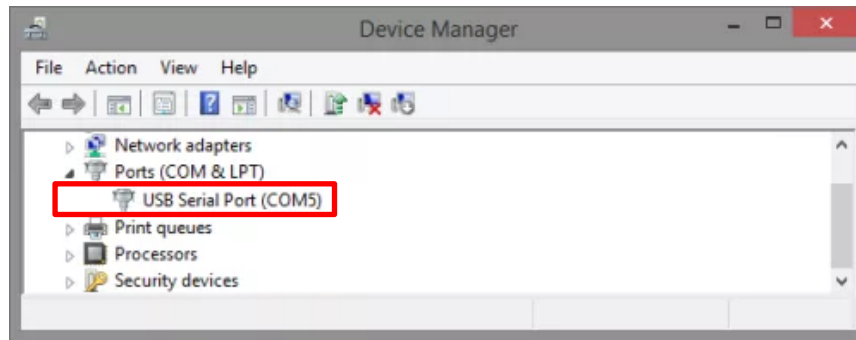 Device Manager
File Action View Help
Network adapters
Ports (COM & LPT)
USB Serial Port (COM5)
Print queues
Processors
Security devices